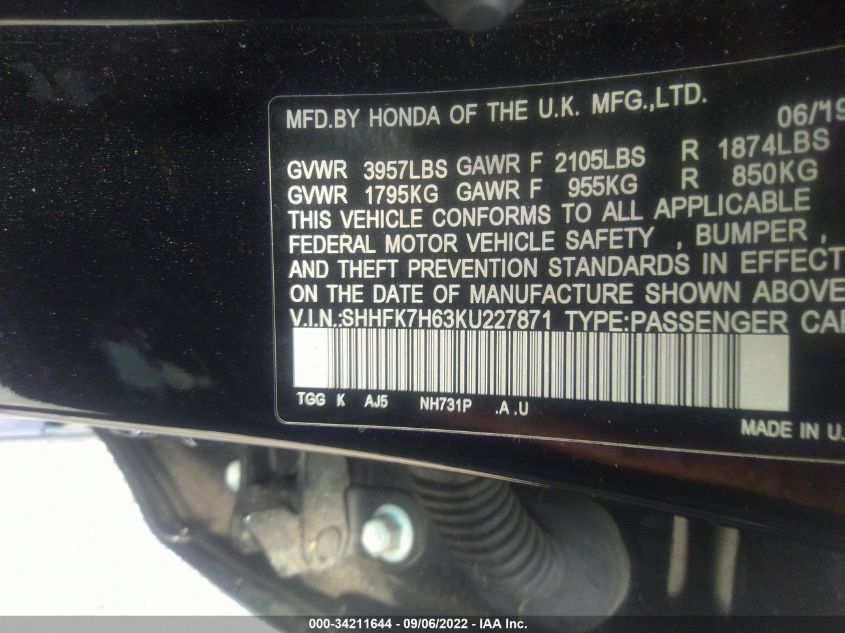 MFD.BY HONDA OF THE U.K. MFG.,LTD. 06/19
GVWR 3957LBS GAWR F 2105LBS R 1874LBS
GVWR 1795KG GAWR F 955KG R 850KG
THIS VEHICLE CONFORMS TO ALL APPLICABLE
FEDERAL MOTOR VEHICLE SAFETY , BUMPER ,
AND THEFT PREVENTION STANDARDS IN EFFECT
ON THE DATE OF MANUFACTURE SHOWN ABOVE
V.I.N.:SHHFK7H63KU227871 TYPE:PASSENGER CAR
TGG K AJ5 NH731P .A .U
MADE IN U.
000-34211644 - 09/06/2022 - IAA Inc.